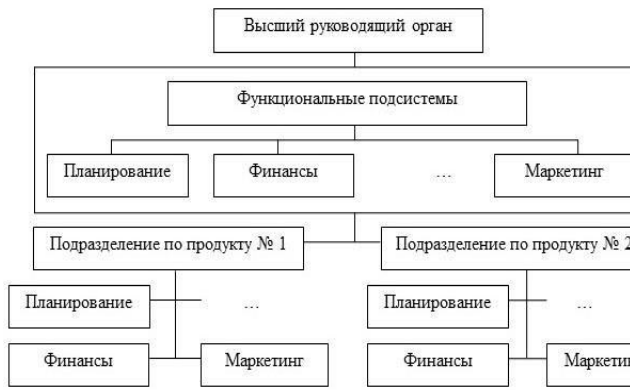 Высший руководящий орган
Функциональные подсистемы
Планирование
Финансы
...
Маркетинг
Подразделение по продукту № 1
Подразделение по продукту № 2
Планирование
...
Планирование
...
Финансы
Маркетинг
Финансы
Маркетинг